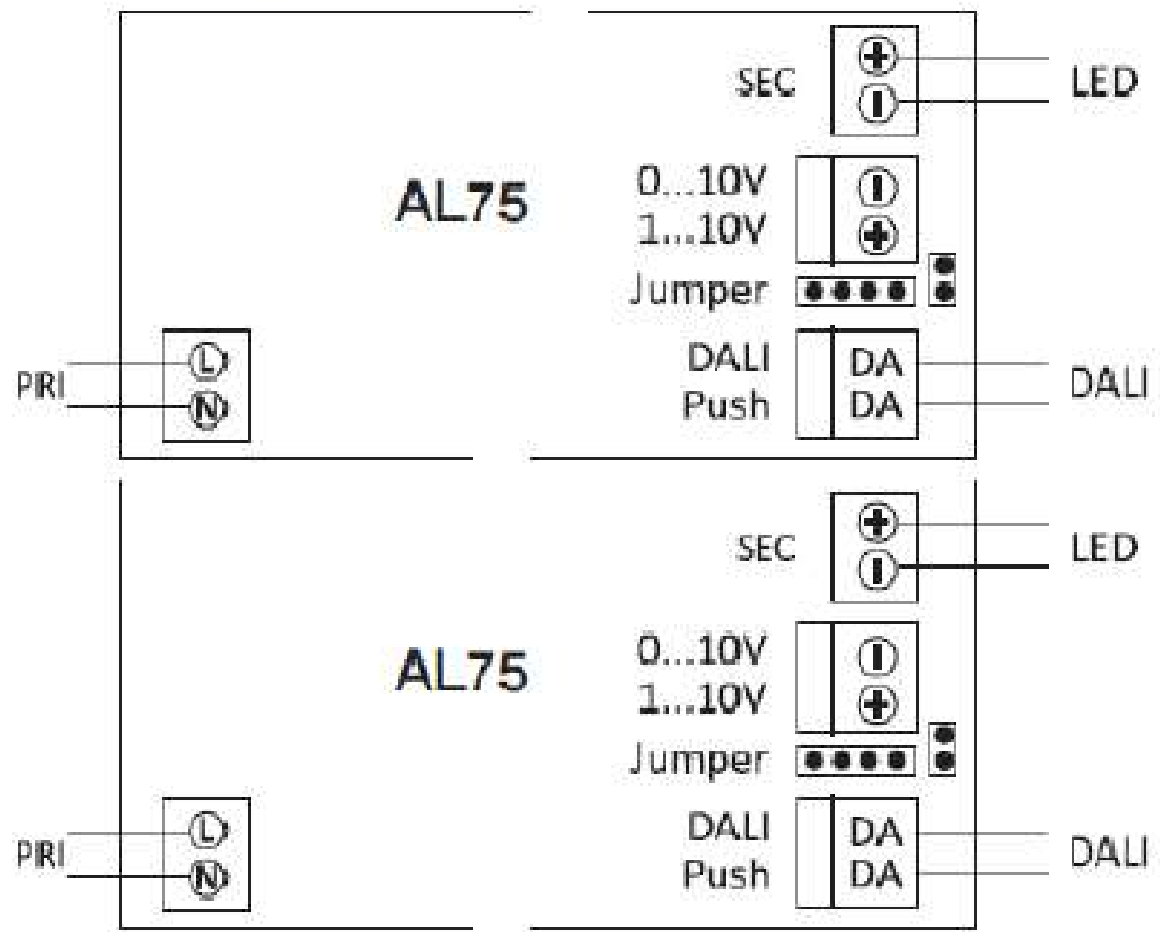 SEC + LED
-
AL75
0...10V -
1...10V +
Jumper
PRI L
N
DALI DA DALI
Push DA
SEC + LED
-
AL75
0...10V -
1...10V +
Jumper
PRI L
N
DALI DA DALI
Push DA